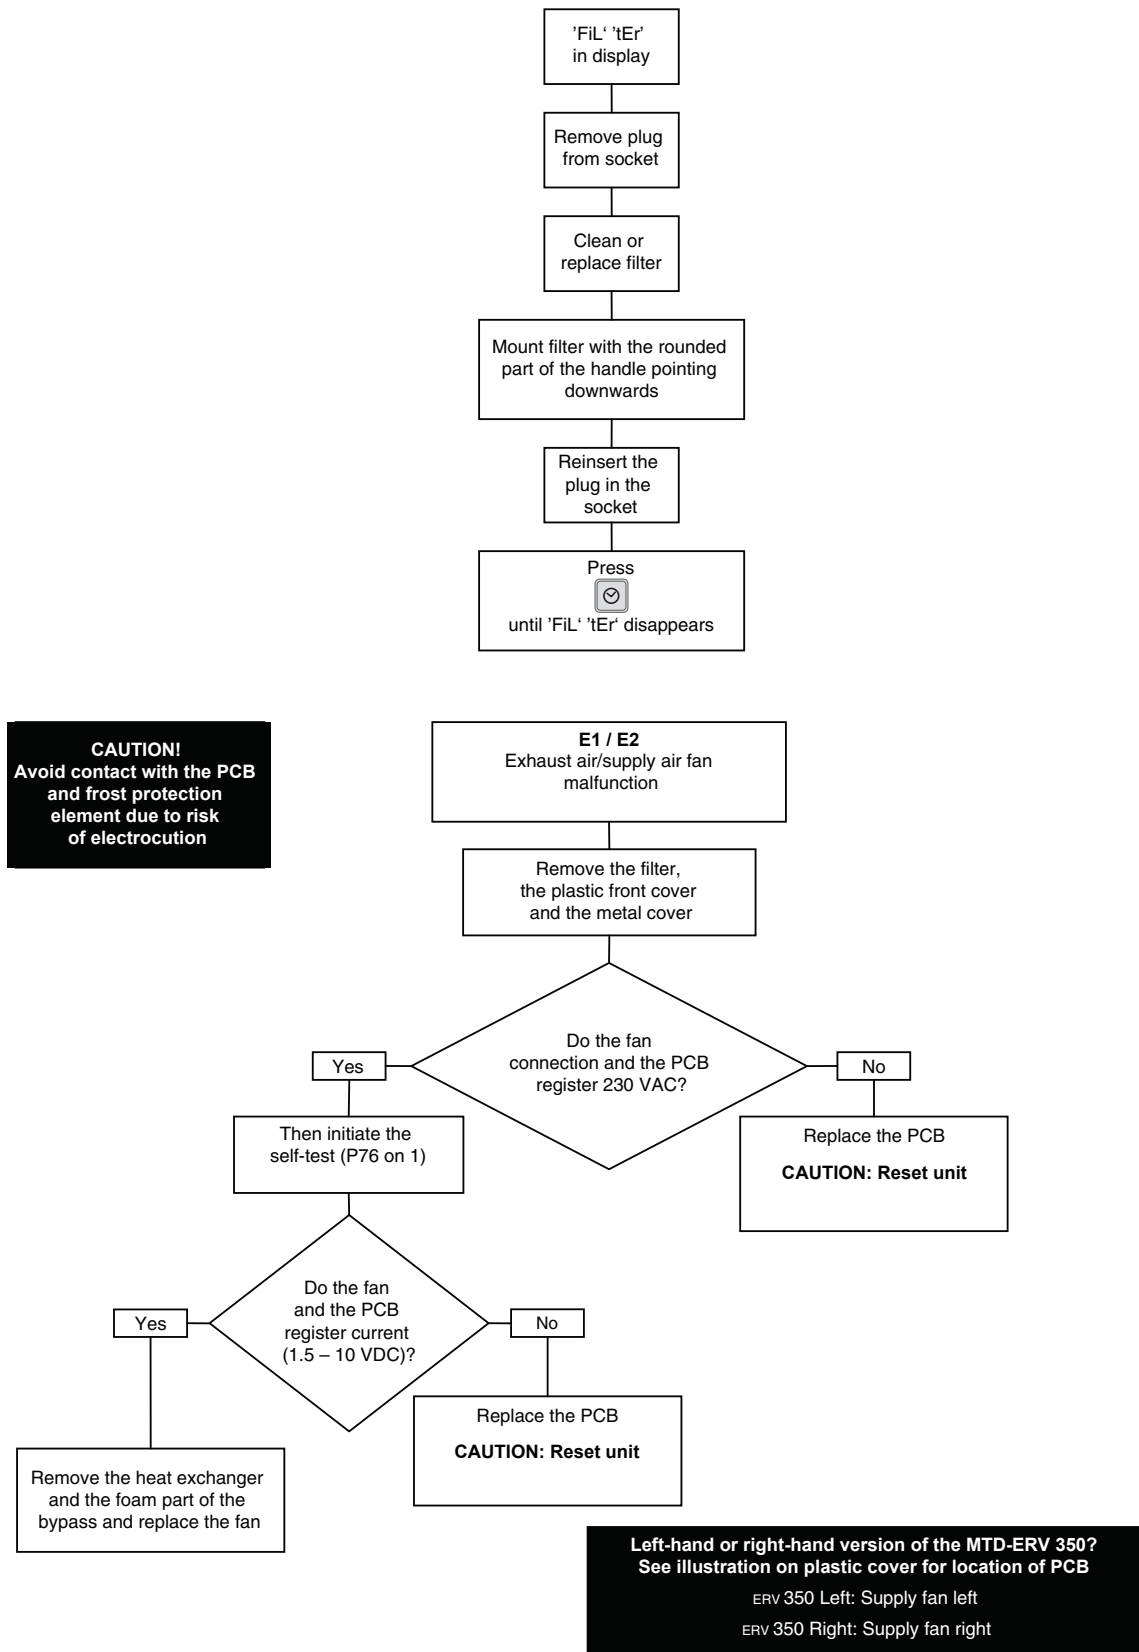 ’FiL‘ ’tEr’
in display
Remove plug
from socket
Clean or
replace filter
Mount filter with the rounded
part of the handle pointing
downwards
Reinsert the
plug in the
socket
Press
until ’FiL‘ ’tEr‘ disappears
CAUTION!
Avoid contact with the PCB
and frost protection
element due to risk
of electrocution
E1 / E2
Exhaust air/supply air fan
malfunction
Remove the filter,
the plastic front cover
and the metal cover
Do the fan
connection and the PCB
register 230 VAC?
Yes
No
Then initiate the
self-test (P76 on 1)
Replace the PCB
CAUTION: Reset unit
Do the fan
and the PCB
register current
(1.5 – 10 VDC)?
Yes
No
Replace the PCB
CAUTION: Reset unit
Remove the heat exchanger
and the foam part of the
bypass and replace the fan
Left-hand or right-hand version of the MTD-ERV 350?
See illustration on plastic cover for location of PCB
ERV 350 Left: Supply fan left
ERV 350 Right: Supply fan right